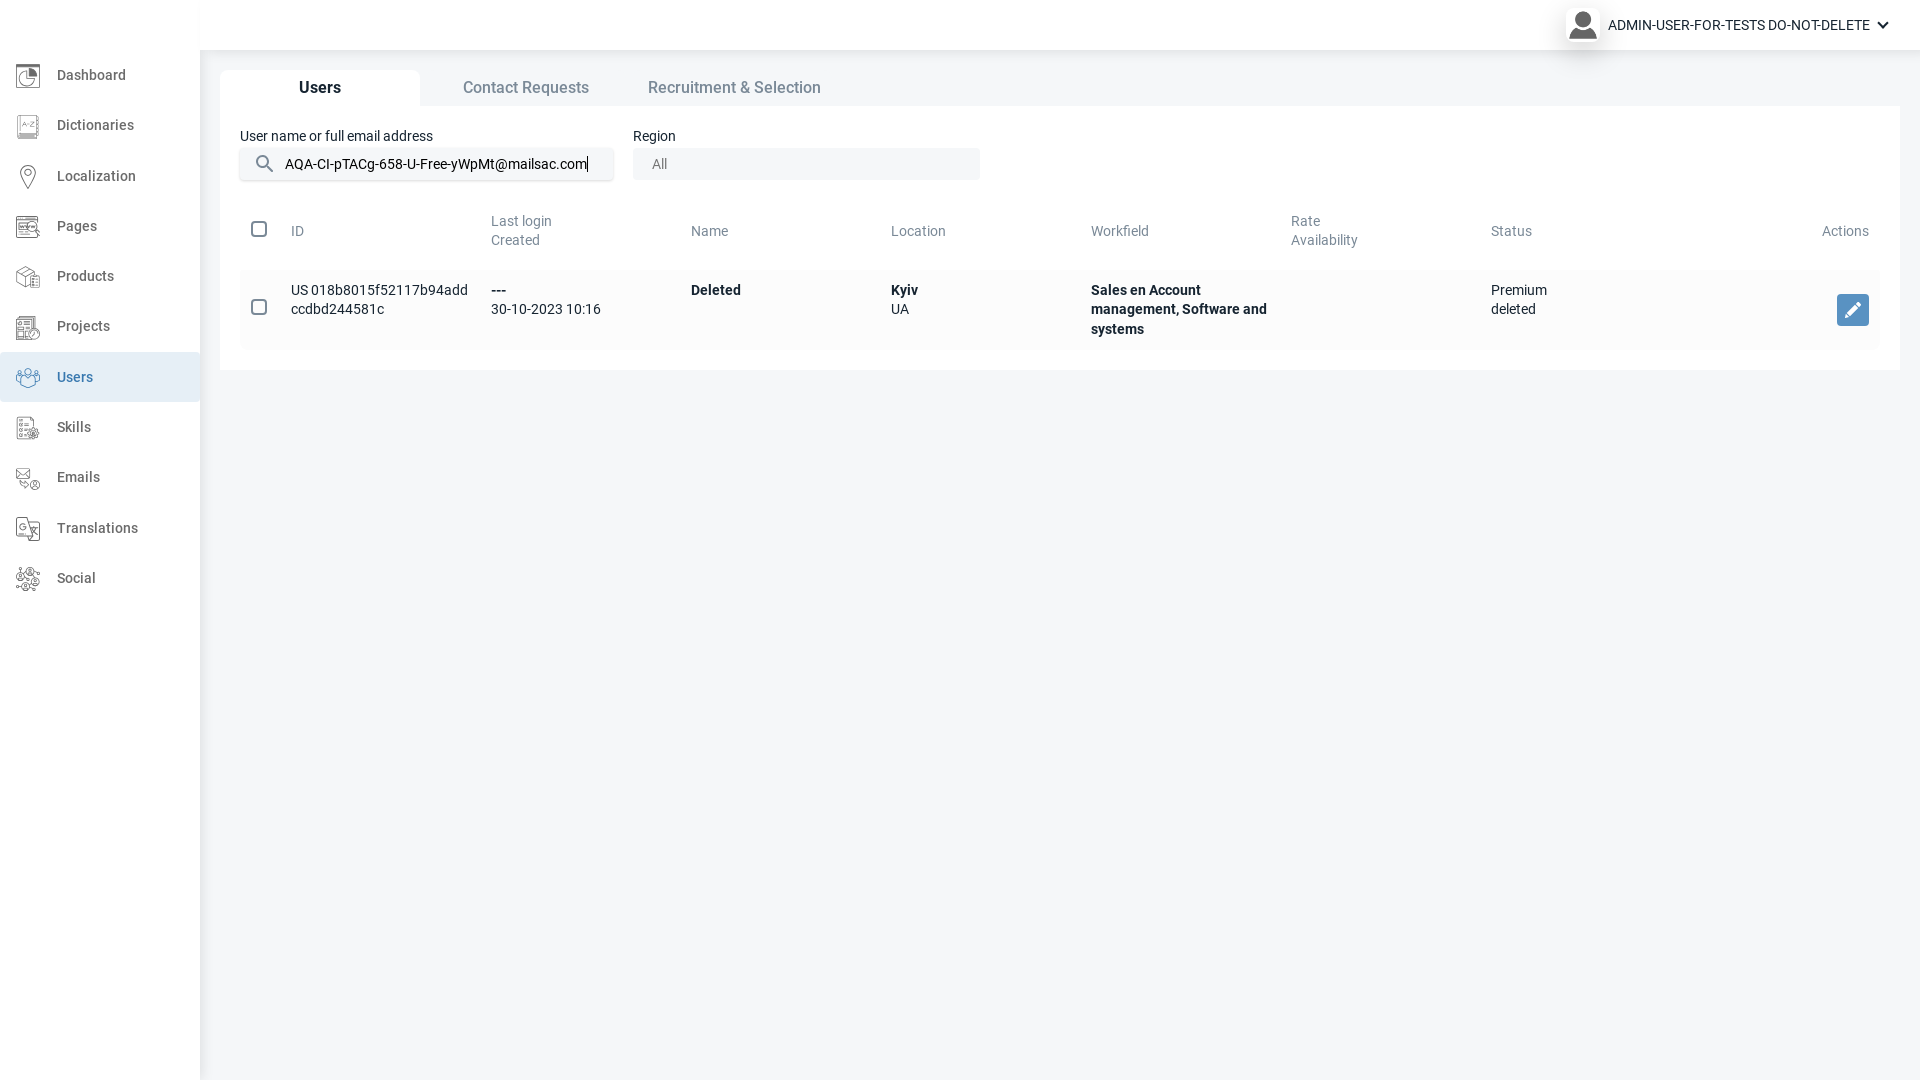 ADMIN-USER-FOR-TESTS DO-NOT-DELETE
Dashboard
Dictionaries
Localization
Pages
Products
Projects
Users
Skills
Emails
Translations
Social
Users
Contact Requests
Recruitment & Selection
User name or full email address
Region
AQA-CI-pTACg-658-U-Free-yWpMt@mailsac.com
All
ID
Last login
Created
Name
Location
Workfield
Rate
Availability
Status
Actions
US 018b8015f52117b94add
ccdbd244581c
---
30-10-2023 10:16
Deleted
Kyiv
UA
Sales en Account
management, Software and
systems
Premium
deleted